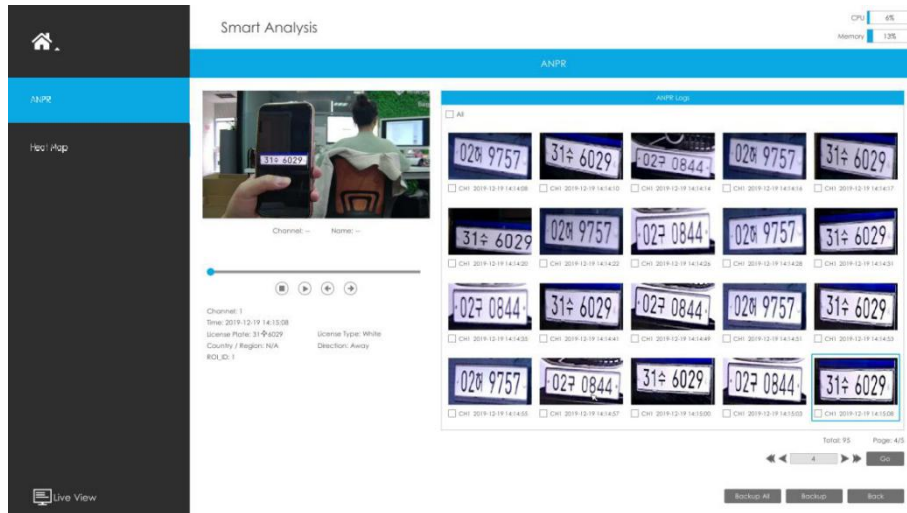 Smart Analysis
CPU 6%
Memory 13%
ANPR
ANPR
Heat Map
Live View
31수 6029
Channel: -- Name: --
Channel: 1
Time: 2019-12-19 14:15:08
License Plate: 31수6029 License Type: White
Country / Region: N/A Direction: Away
ROI_ID: 1
ANPR Logs
All
02허 9757 31수 6029 02구 0844 02허 9757 31수 6029
CH1 2019-12-19 14:14:08 CH1 2019-12-19 14:14:10 CH1 2019-12-19 14:14:14 CH1 2019-12-19 14:14:16 CH1 2019-12-19 14:14:17
31수 6029 02허 9757 02구 0844 02허 9757 31수 6029
CH1 2019-12-19 14:14:20 CH1 2019-12-19 14:14:22 CH1 2019-12-19 14:14:26 CH1 2019-12-19 14:14:28 CH1 2019-12-19 14:14:31
02구 0844 31수 6029 02구 0844 02허 9757 31수 6029
CH1 2019-12-19 14:14:41 CH1 2019-12-19 14:14:49 CH1 2019-12-19 14:14:51 CH1 2019-12-19 14:14:53
02허 9757 02구 0844 31수 6029 02구 0844 31수 6029
CH1 2019-12-19 14:14:55 CH1 2019-12-19 14:14:57 CH1 2019-12-19 14:15:00 CH1 2019-12-19 14:15:03 CH1 2019-12-19 14:15:08
Total: 95 Page: 4/5
4 Go
Backup All Backup Back